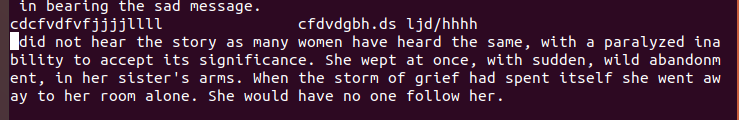 in bearing the sad message.
cdcfvdfvfjjjjllll                 cfdvdgbh.ds ljd/hhhh
did not hear the story as many women have heard the same, with a paralyzed ina
bility to accept its significance. She wept at once, with sudden, wild abandonm
ent, in her sister's arms. When the storm of grief had spent itself she went aw
ay to her room alone. She would have no one follow her.